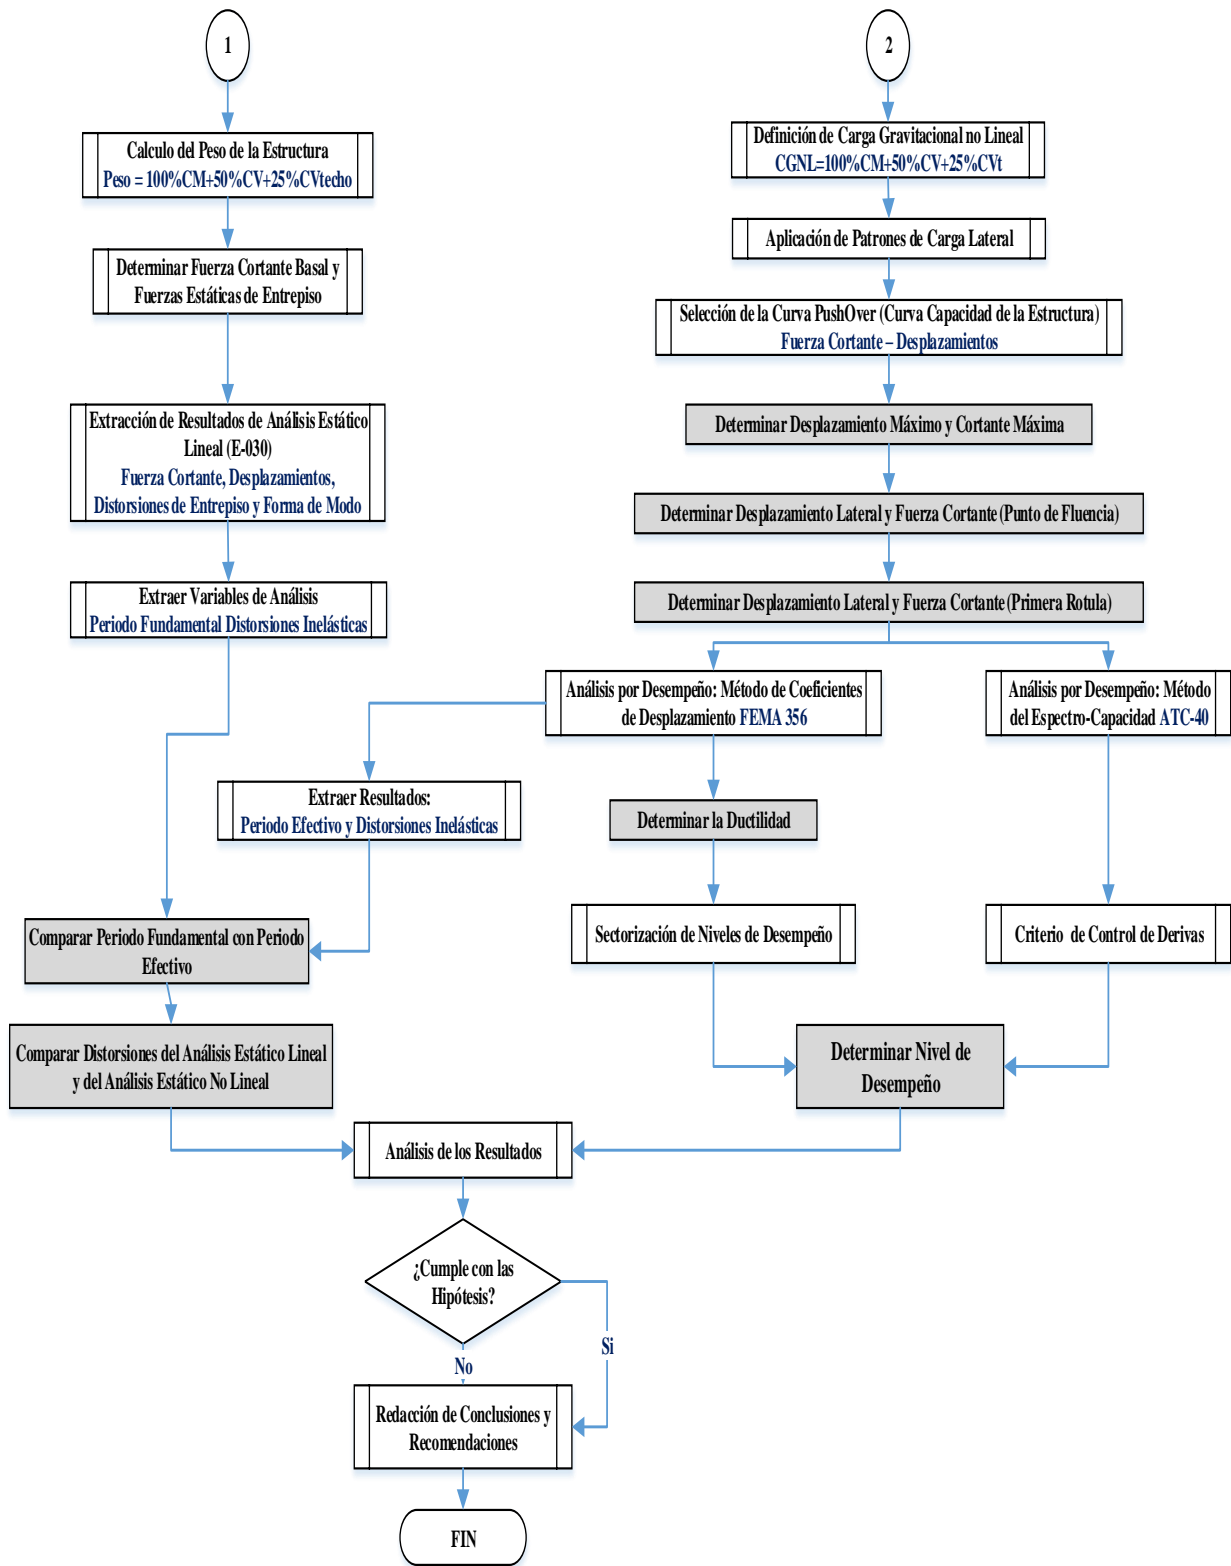 1
Calculo del Peso de la Estructura
Peso = 100%CM+50%CV+25%CVtecho
Determinar Fuerza Cortante Basal y
Fuerzas Estáticas de Entrepiso
Extracción de Resultados de Análisis Estático
Lineal (E-030)
Fuerza Cortante, Desplazamientos,
Distorsiones de Entrepiso y Forma de Modo
Extraer Variables de Análisis
Periodo Fundamental Distorsiones Inelásticas
2
Definición de Carga Gravitacional no Lineal
CGNL=100%CM+50%CV+25%CVt
Aplicación de Patrones de Carga Lateral
Selección de la Curva PushOver (Curva Capacidad de la Estructura)
Fuerza Cortante – Desplazamientos
Determinar Desplazamiento Máximo y Cortante Máxima
Determinar Desplazamiento Lateral y Fuerza Cortante (Punto de Fluencia)
Determinar Desplazamiento Lateral y Fuerza Cortante (Primera Rotula)
Análisis por Desempeño: Método de Coeficientes
de Desplazamiento FEMA 356
Análisis por Desempeño: Método
del Espectro-Capacidad ATC-40
Extraer Resultados:
Periodo Efectivo y Distorsiones Inelásticas
Determinar la Ductilidad
Sectorización de Niveles de Desempeño
Criterio de Control de Derivas
Comparar Periodo Fundamental con Periodo
Efectivo
Comparar Distorsiones del Análisis Estático Lineal
y del Análisis Estático No Lineal
Determinar Nivel de
Desempeño
Análisis de los Resultados
¿Cumple con las
Hipótesis?
Si
No
Redacción de Conclusiones y
Recomendaciones
FIN